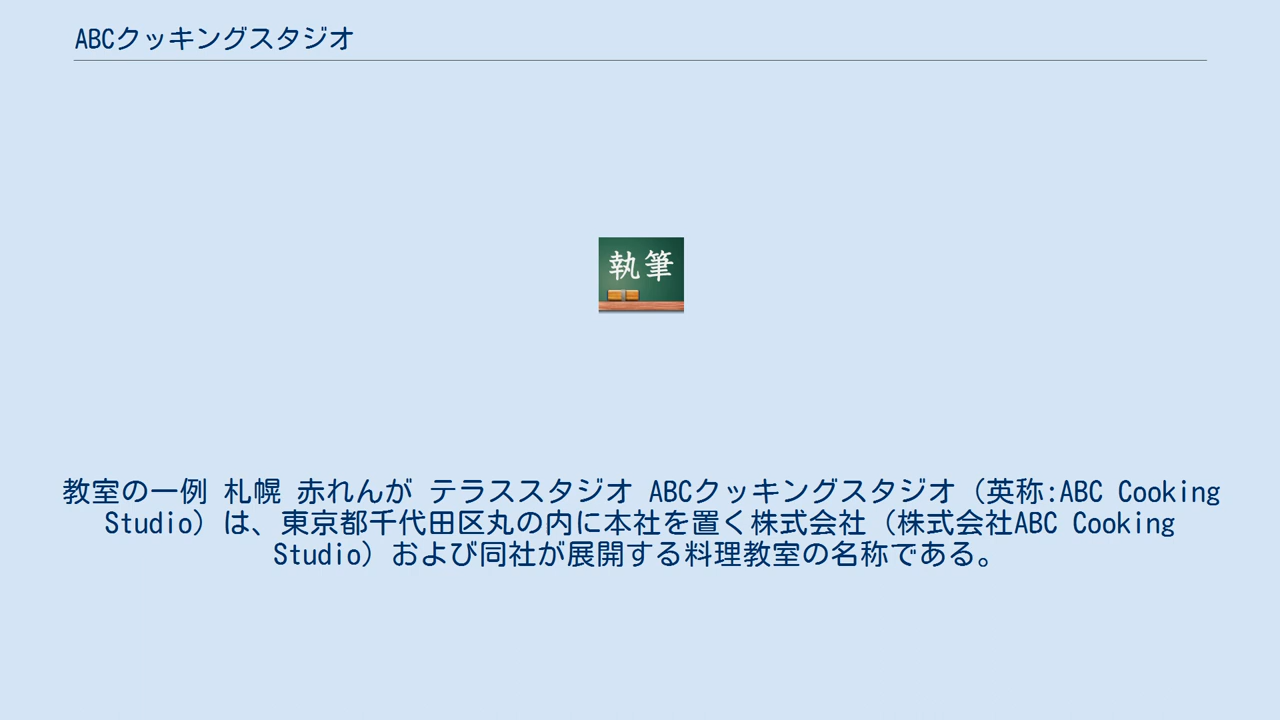 ABCクッキングスタジオ
執筆
教室の一例 札幌 赤れんが テラススタジオ ABCクッキングスタジオ（英称:ABC Cooking
Studio）は、東京都千代田区丸の内に本社を置く株式会社（株式会社ABC Cooking
Studio）および同社が展開する料理教室の名称である。